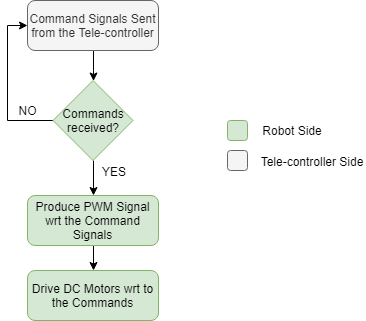 Command Signals Sent
from the Tele-controller
Commands
received?
NO
YES
Produce PWM Signal
wrt the Command
Signals
Drive DC Motors wrt to
the Commands
Robot Side
Tele-controller Side